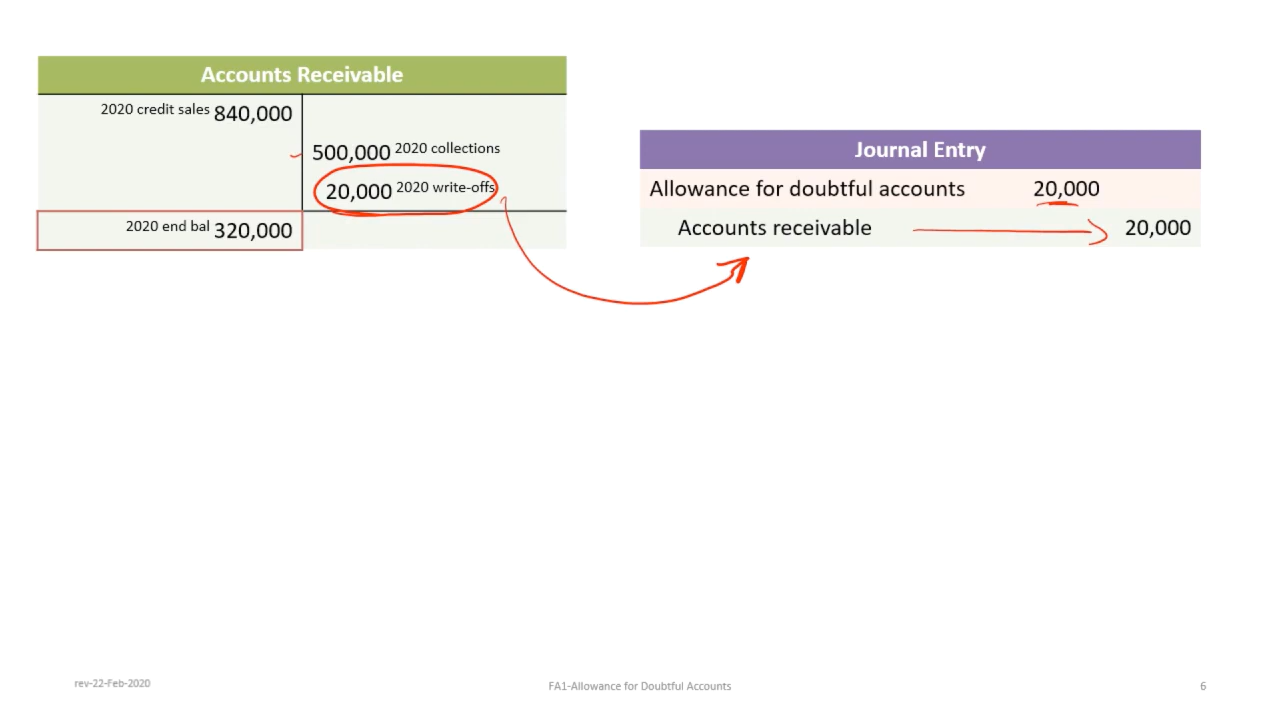 Accounts Receivable
2020 credit sales 840,000
500,000 2020 collections
20,000 2020 write-offs
2020 end bal 320,000
Journal Entry
Allowance for doubtful accounts 20,000
Accounts receivable 20,000
rev-22-Feb-2020
FA1-Allowance for Doubtful Accounts
6